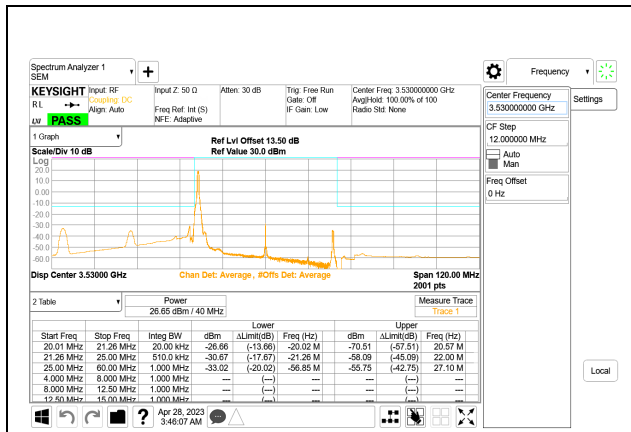 Spectrum Analyzer 1
SEM
Frequency
KEYSIGHT Input: RF Input Z: 50 Ω Atten: 30 dB Trig: Free Run Center Freq: 3.530000000 GHz
Coupling: DC Gate: Off Avg|Hold: 100.00% of 100
R L Align: Auto Freq Ref: Int (S) IF Gain: Low Radio Std: None
NFE: Adaptive
LXI PASS
Center Frequency
3.530000000 GHz
Settings
CF Step
12.000000 MHz
Auto
Man
Freq Offset
0 Hz
1 Graph
Ref Lvl Offset 13.50 dB
Scale/Div 10 dB Ref Value 30.0 dBm
Log
20.0
10.0
0.00
-10.0
-20.0
-30.0
-40.0
-50.0
-60.0
Disp Center 3.53000 GHz Chan Det: Average, #Offs Det: Average Span 120.00 MHz
2001 pts
2 Table Power Measure Trace
26.65 dBm / 40 MHz Trace 1
Lower Upper
Start Freq Stop Freq Integ BW dBm ΔLimit(dB) Freq (Hz) dBm ΔLimit(dB) Freq (Hz)
20.01 MHz 21.26 MHz 20.00 kHz -26.66 (-13.66) -20.02 M -70.51 (-57.51) 20.57 M
21.26 MHz 25.00 MHz 510.0 kHz -30.67 (-17.67) -21.26 M -58.09 (-45.09) 22.00 M
25.00 MHz 60.00 MHz 1.000 MHz -33.02 (-20.02) -56.85 M -55.75 (-42.75) 27.10 M
4.000 MHz 8.000 MHz 1.000 MHz --- (---) --- --- (---) ---
8.000 MHz 12.50 MHz 1.000 MHz --- (---) --- --- (---) ---
12.50 MHz 15.00 MHz 1.000 MHz --- (---) --- --- (---) ---
Local
? Apr 28, 2023
3:46:07 AM